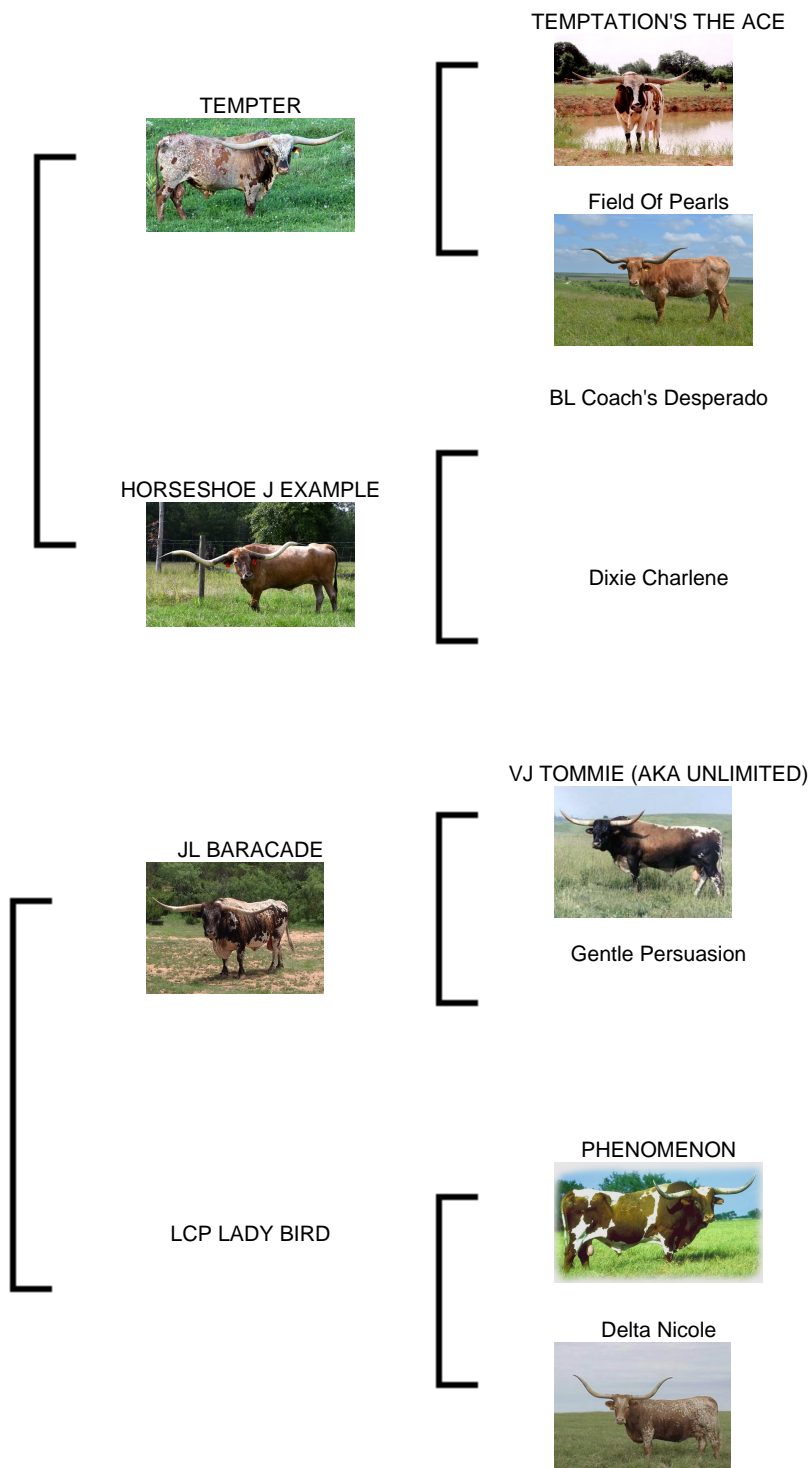 TEMPTATION'S THE ACE
TEMPTER
Field Of Pearls
BL Coach's Desperado
HORSESHOE J EXAMPLE
Dixie Charlene
VJ TOMMIE (AKA UNLIMITED)
JL BARACADE
Gentle Persuasion
PHENOMENON
LCP LADY BIRD
Delta Nicole